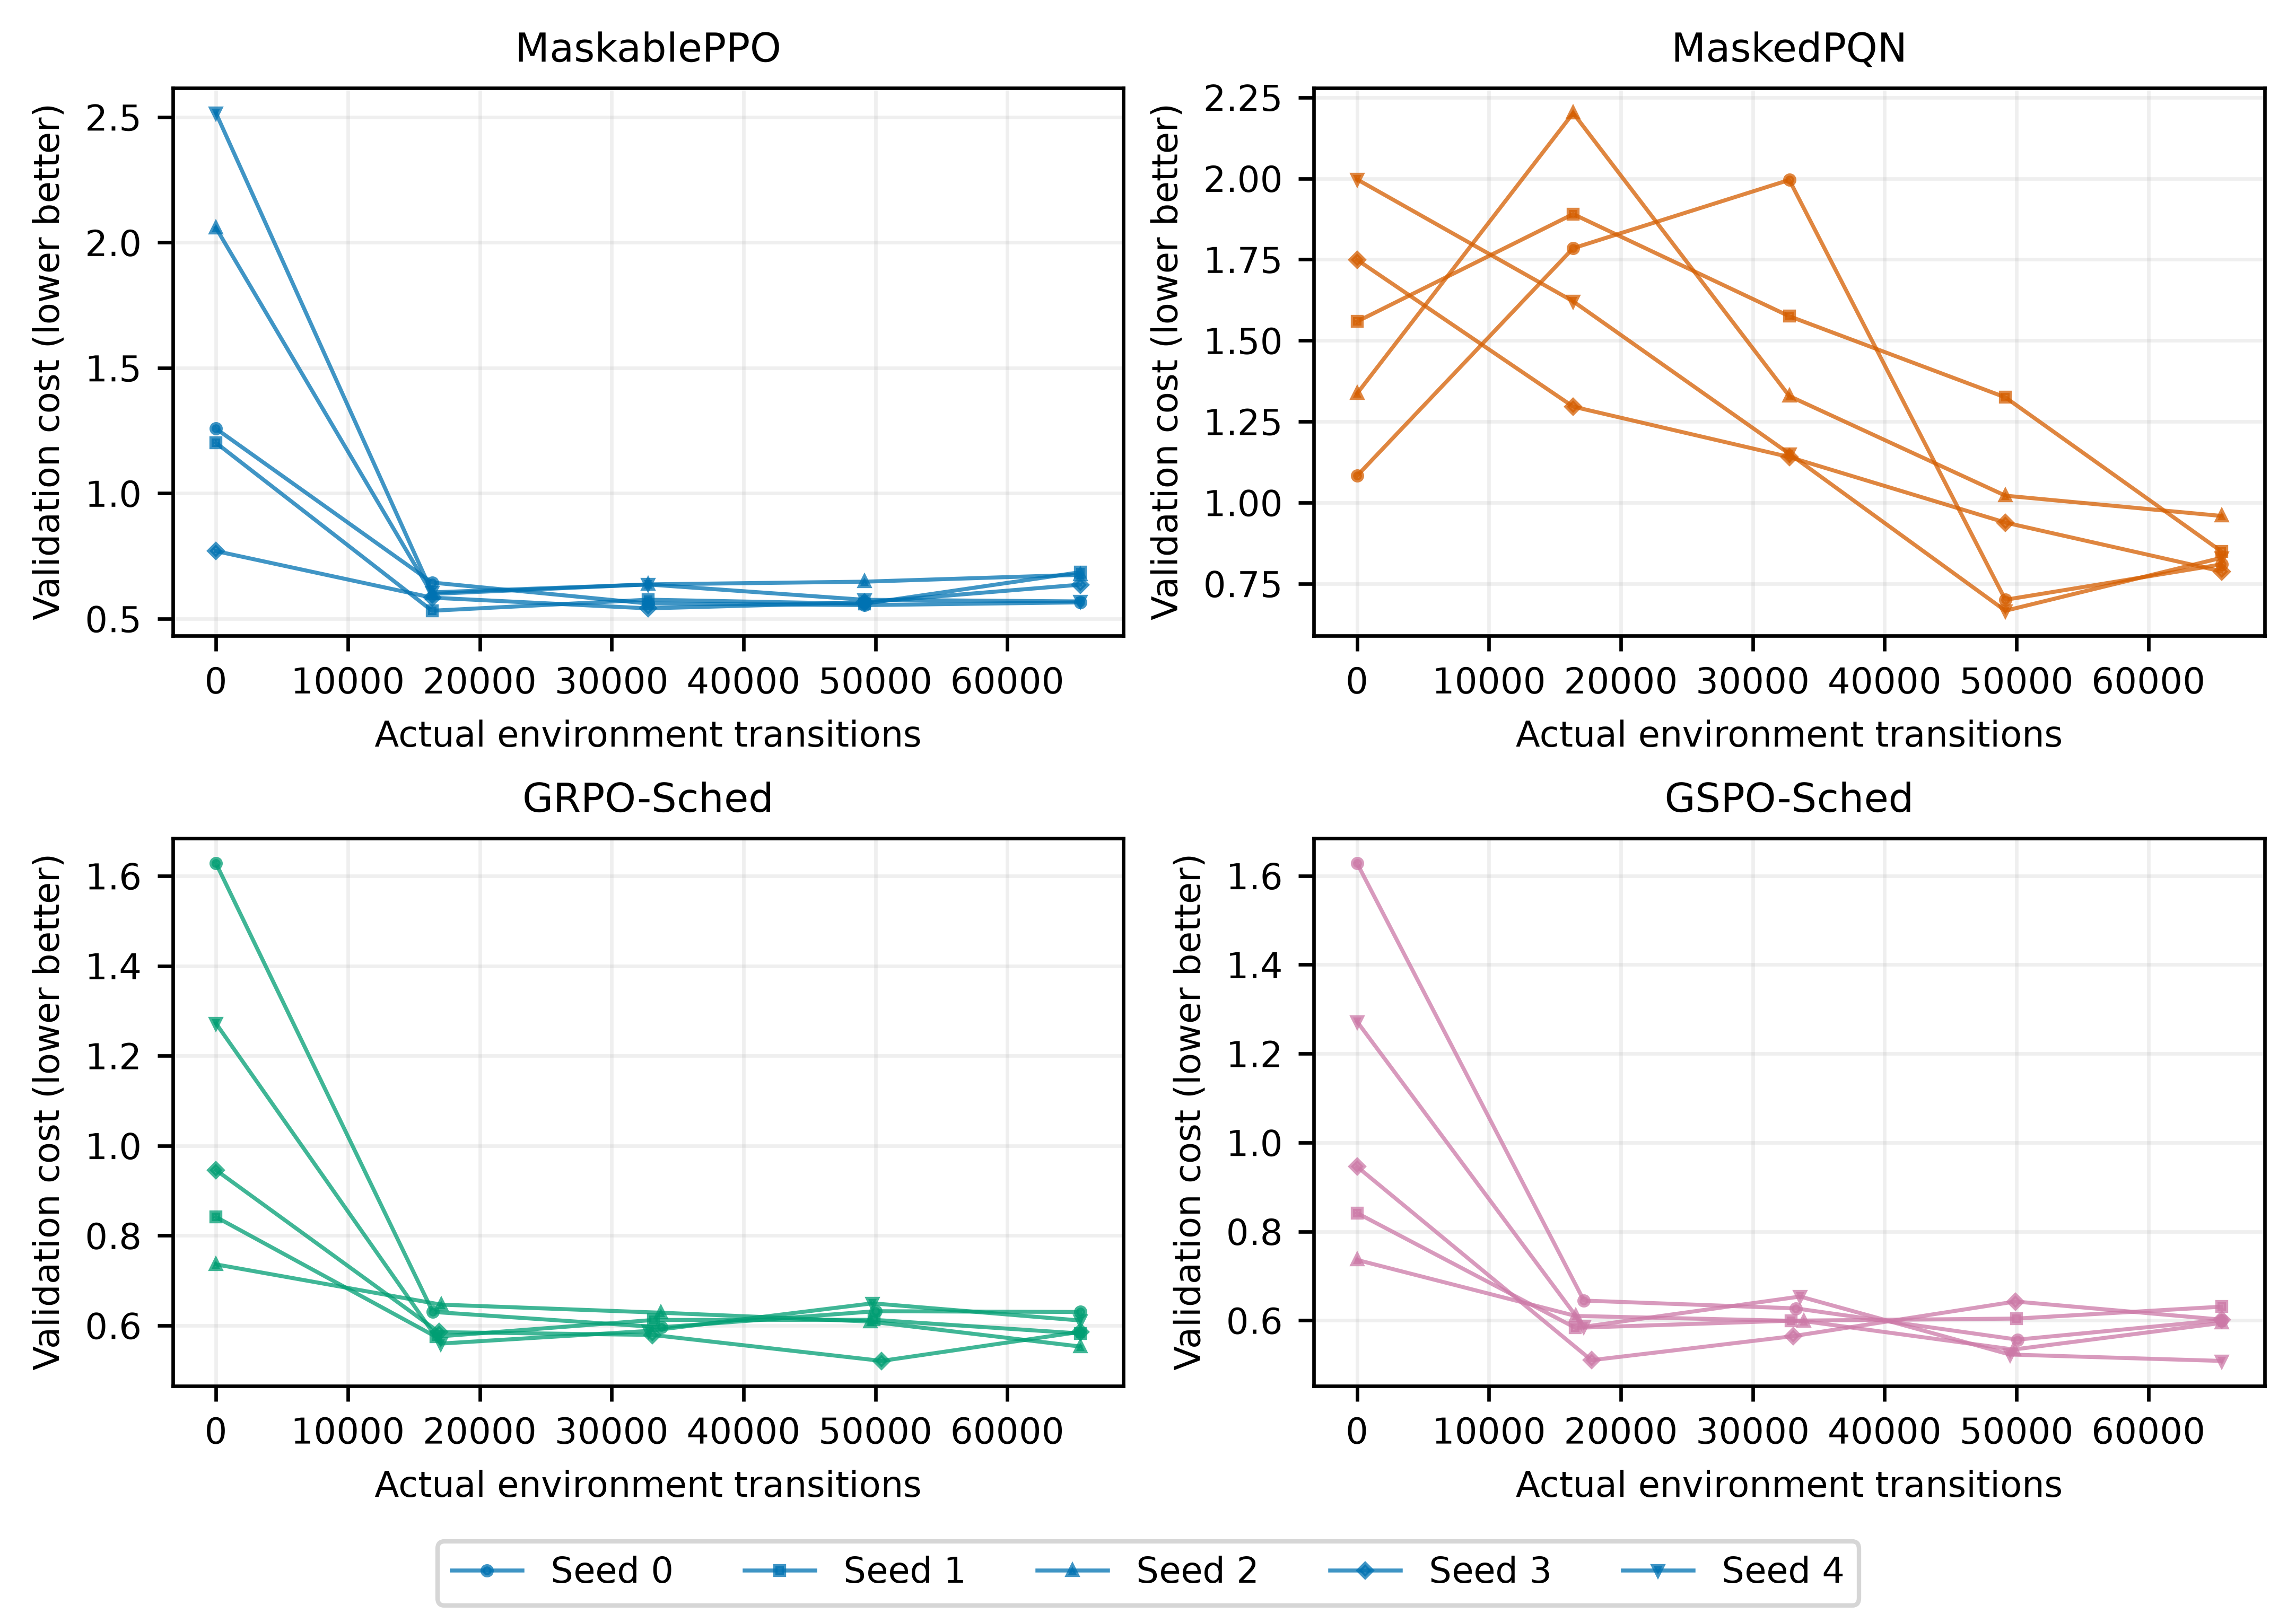 MaskablePPO
Validation cost (lower better)
2.5
2.0
1.5
1.0
0.5
0 10000 20000 30000 40000 50000 60000
Actual environment transitions
MaskedPQN
Validation cost (lower better)
2.25
2.00
1.75
1.50
1.25
1.00
0.75
0 10000 20000 30000 40000 50000 60000
Actual environment transitions
GRPO-Sched
Validation cost (lower better)
1.6
1.4
1.2
1.0
0.8
0.6
0 10000 20000 30000 40000 50000 60000
Actual environment transitions
GSPO-Sched
Validation cost (lower better)
1.6
1.4
1.2
1.0
0.8
0.6
0 10000 20000 30000 40000 50000 60000
Actual environment transitions
Seed 0 Seed 1 Seed 2 Seed 3 Seed 4